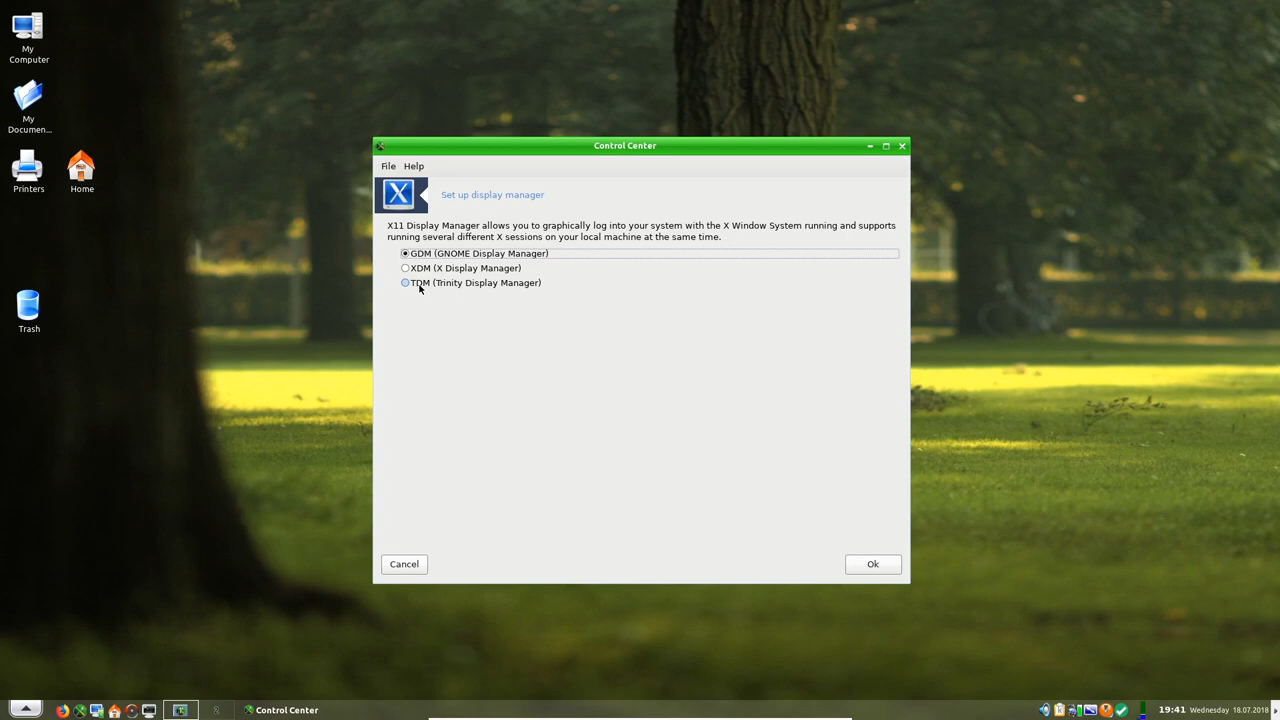 My
Computer
My
Documen...
Printers
Home
Trash
Control Center
File Help
X
Set up display manager
X11 Display Manager allows you to graphically log into your system with the X Window System running and supports
running several different X sessions on your local machine at the same time.
GDM (GNOME Display Manager)
XDM (X Display Manager)
TDM (Trinity Display Manager)
Cancel
Ok
2
Control Center
19:41 Wednesday 18.07.2018